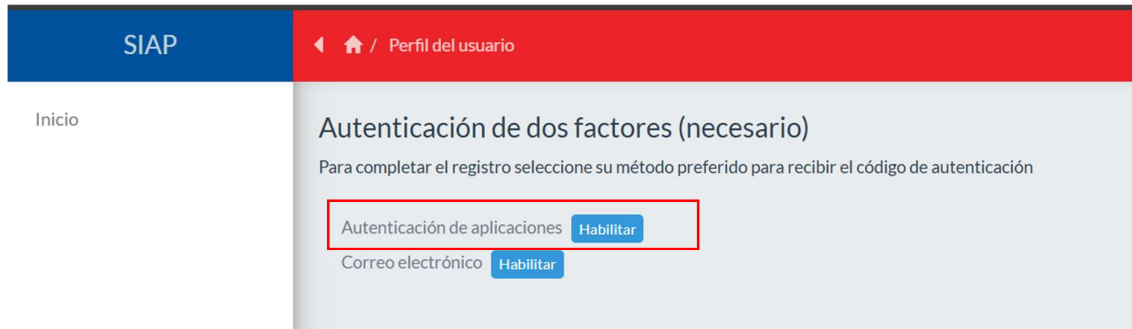 SIAP
/ Perfil del usuario
Inicio
Autenticación de dos factores (necesario)
Para completar el registro seleccione su método preferido para recibir el código de autenticación
Autenticación de aplicaciones Habilitar
Correo electrónico Habilitar